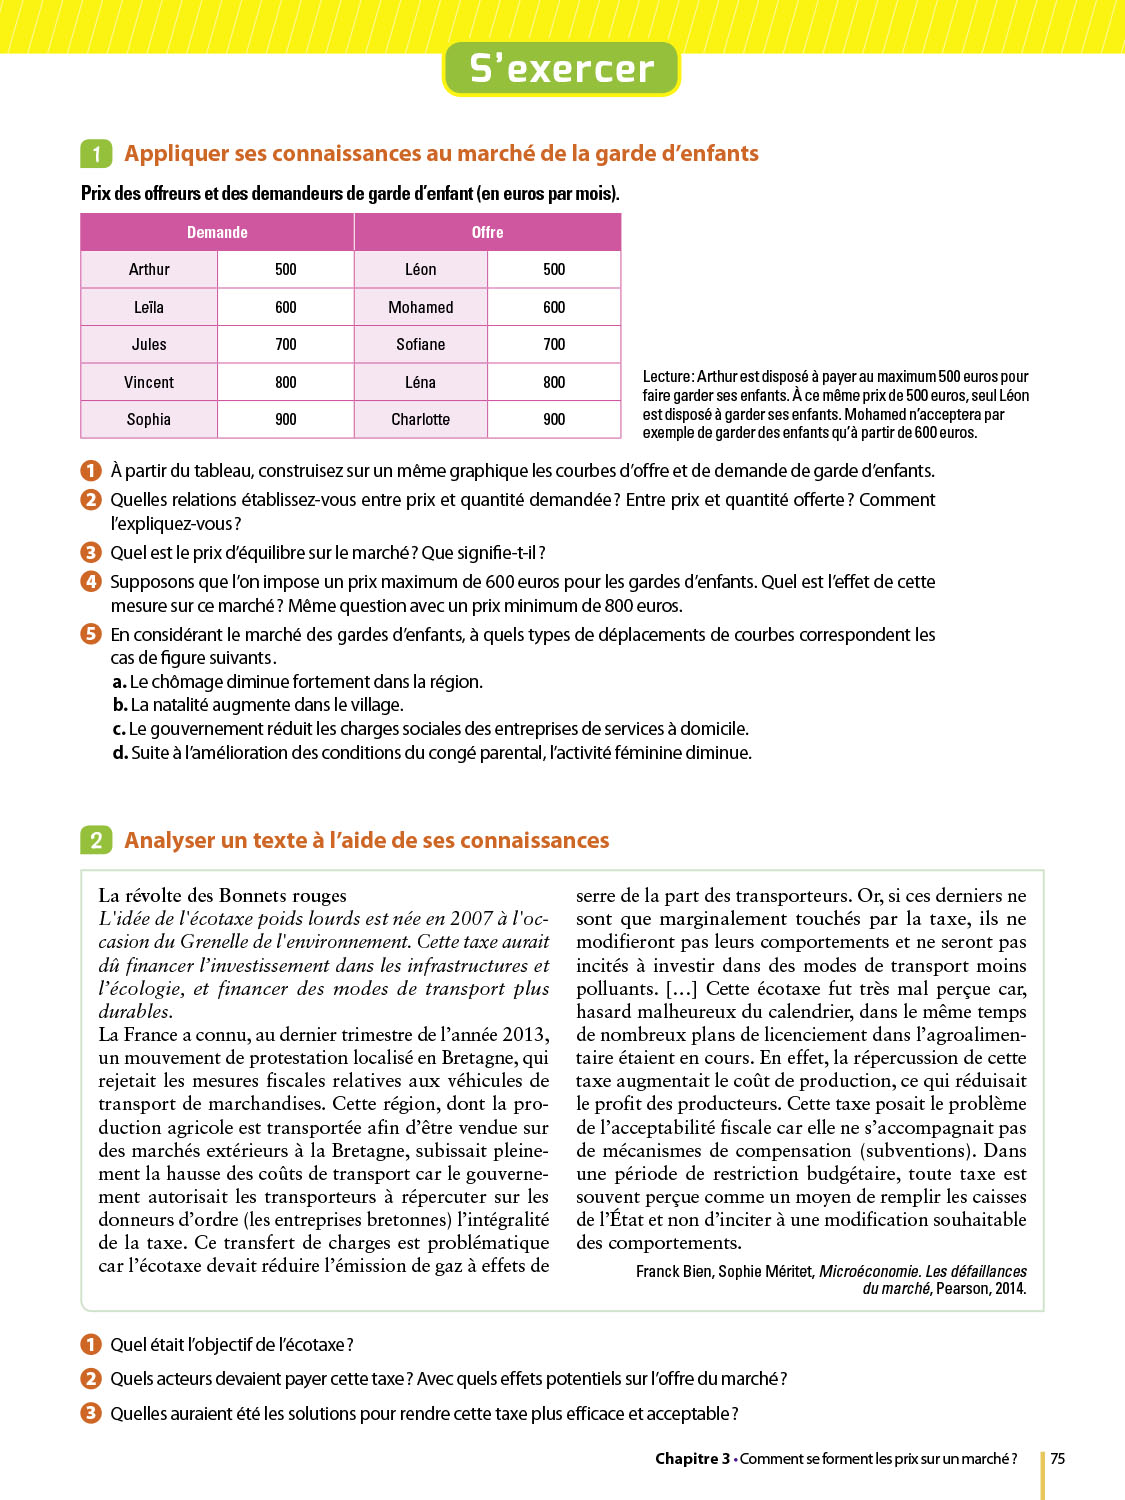 S'exercer
1 Appliquer ses connaissances au marché de la garde d'enfants
Prix des offreurs et des demandeurs de garde d'enfant (en euros par mois).
Demande Offre
Arthur 500 Léon 500
Leïla 600 Mohamed 600
Jules 700 Sofiane 700
Vincent 800 Léna 800
Sophia 900 Charlotte 900
Lecture : Arthur est disposé à payer au maximum 500 euros pour
faire garder ses enfants. À ce même prix de 500 euros, seul Léon
est disposé à garder ses enfants. Mohamed n'acceptera par
exemple de garder des enfants qu'à partir de 600 euros.
1 À partir du tableau, construisez sur un même graphique les courbes d'offre et de demande de garde d'enfants.
2 Quelles relations établissez-vous entre prix et quantité demandée ? Entre prix et quantité offerte ? Comment
l'expliquez-vous ?
3 Quel est le prix d'équilibre sur le marché ? Que signifie-t-il ?
4 Supposons que l'on impose un prix maximum de 600 euros pour les gardes d'enfants. Quel est l'effet de cette
mesure sur ce marché ? Même question avec un prix minimum de 800 euros.
5 En considérant le marché des gardes d'enfants, à quels types de déplacements de courbes correspondent les
cas de figure suivants.
a. Le chômage diminue fortement dans la région.
b. La natalité augmente dans le village.
c. Le gouvernement réduit les charges sociales des entreprises de services à domicile.
d. Suite à l'amélioration des conditions du congé parental, l'activité féminine diminue.
2 Analyser un texte à l'aide de ses connaissances
La révolte des Bonnets rouges
L'idée de l'écotaxe poids lourds est née en 2007 à l'oc-
casion du Grenelle de l'environnement. Cette taxe aurait
dû financer l'investissement dans les infrastructures et
l'écologie, et financer des modes de transport plus
durables.
La France a connu, au dernier trimestre de l'année 2013,
un mouvement de protestation localisé en Bretagne, qui
rejetait les mesures fiscales relatives aux véhicules de
transport de marchandises. Cette région, dont la pro-
duction agricole est transportée afin d'être vendue sur
des marchés extérieurs à la Bretagne, subissait pleine-
ment la hausse des coûts de transport car le gouverne-
ment autorisait les transporteurs à répercuter sur les
donneurs d'ordre (les entreprises bretonnes) l'intégralité
de la taxe. Ce transfert de charges est problématique
car l'écotaxe devait réduire l'émission de gaz à effets de
serre de la part des transporteurs. Or, si ces derniers ne
sont que marginalement touchés par la taxe, ils ne
modifieront pas leurs comportements et ne seront pas
incités à investir dans des modes de transport moins
polluants. […] Cette écotaxe fut très mal perçue car,
hasard malheureux du calendrier, dans le même temps
de nombreux plans de licenciement dans l'agroalimen-
taire étaient en cours. En effet, la répercussion de cette
taxe augmentait le coût de production, ce qui réduisait
le profit des producteurs. Cette taxe posait le problème
de l'acceptabilité fiscale car elle ne s'accompagnait pas
de mécanismes de compensation (subventions). Dans
une période de restriction budgétaire, toute taxe est
souvent perçue comme un moyen de remplir les caisses
de l'État et non d'inciter à une modification souhaitable
des comportements.
Franck Bien, Sophie Méritet, Microéconomie. Les défaillances
du marché, Pearson, 2014.
1 Quel était l'objectif de l'écotaxe ?
2 Quels acteurs devaient payer cette taxe ? Avec quels effets potentiels sur l'offre du marché ?
3 Quelles auraient été les solutions pour rendre cette taxe plus efficace et acceptable ?
Chapitre 3 • Comment se forment les prix sur un marché ? 75